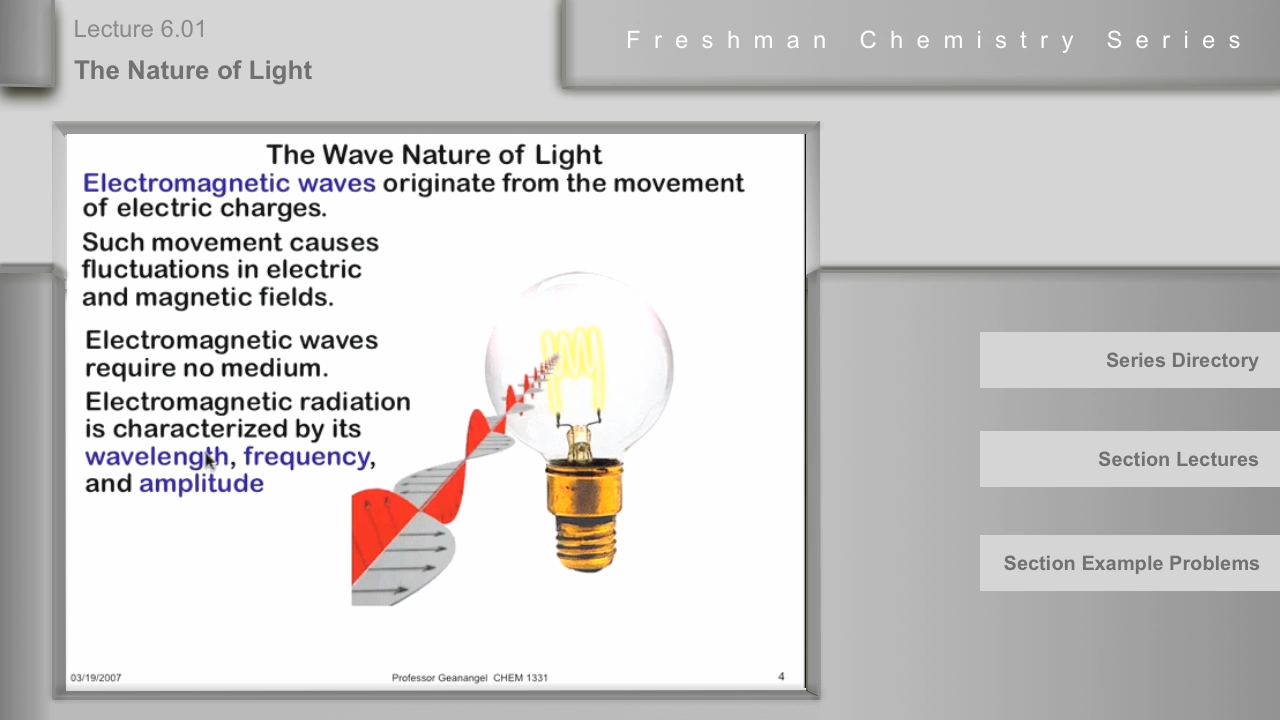 Lecture 6.01
The Nature of Light
Freshman Chemistry Series
The Wave Nature of Light
Electromagnetic waves originate from the movement
of electric charges.
Such movement causes
fluctuations in electric
and magnetic fields.
Electromagnetic waves
require no medium.
Electromagnetic radiation
is characterized by its
wavelength, frequency,
and amplitude
Series Directory
Section Lectures
Section Example Problems
03/19/2007
Professor Geanangel CHEM 1331
4